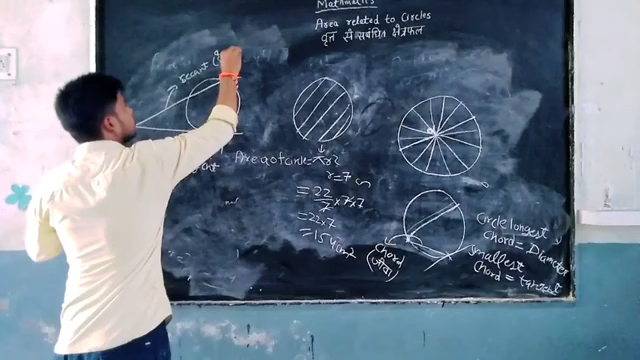 Mathematics
Area related to Circles
वृत्त से संबंधित क्षेत्रफल
Secant
Area of Circle = πr²
r = 7 cm
= 22/7 × 7 × 7
= 22 × 7
= 154 cm²
Chord
(जीवा)
Circle longest
Chord = Diameter
smallest
Chord =